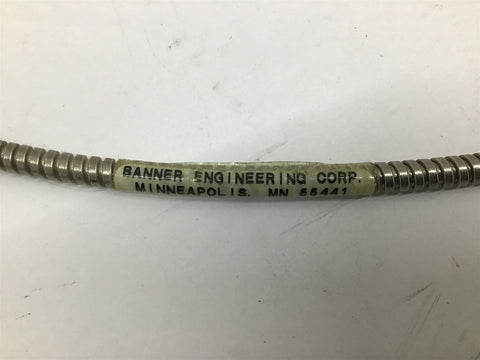 BANNER ENGINEERING CORP.
MINNEAPOLIS. MN 55441